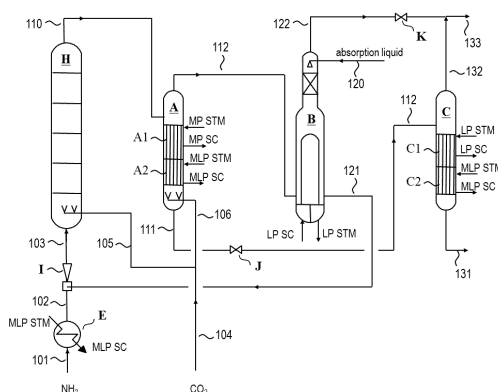 110
122
K
133
absorption liquid
120
132
H
112
112
A
B
C
MP STM
A1
MP SC
MLP STM
A2
MLP SC
LP STM
C1
LP SC
MLP STM
C2
MLP SC
121
106
103
105
111
LP SC
LP STM
J
131
I
102
MLP STM
E
104
101
MLP SC
NH3
CO2